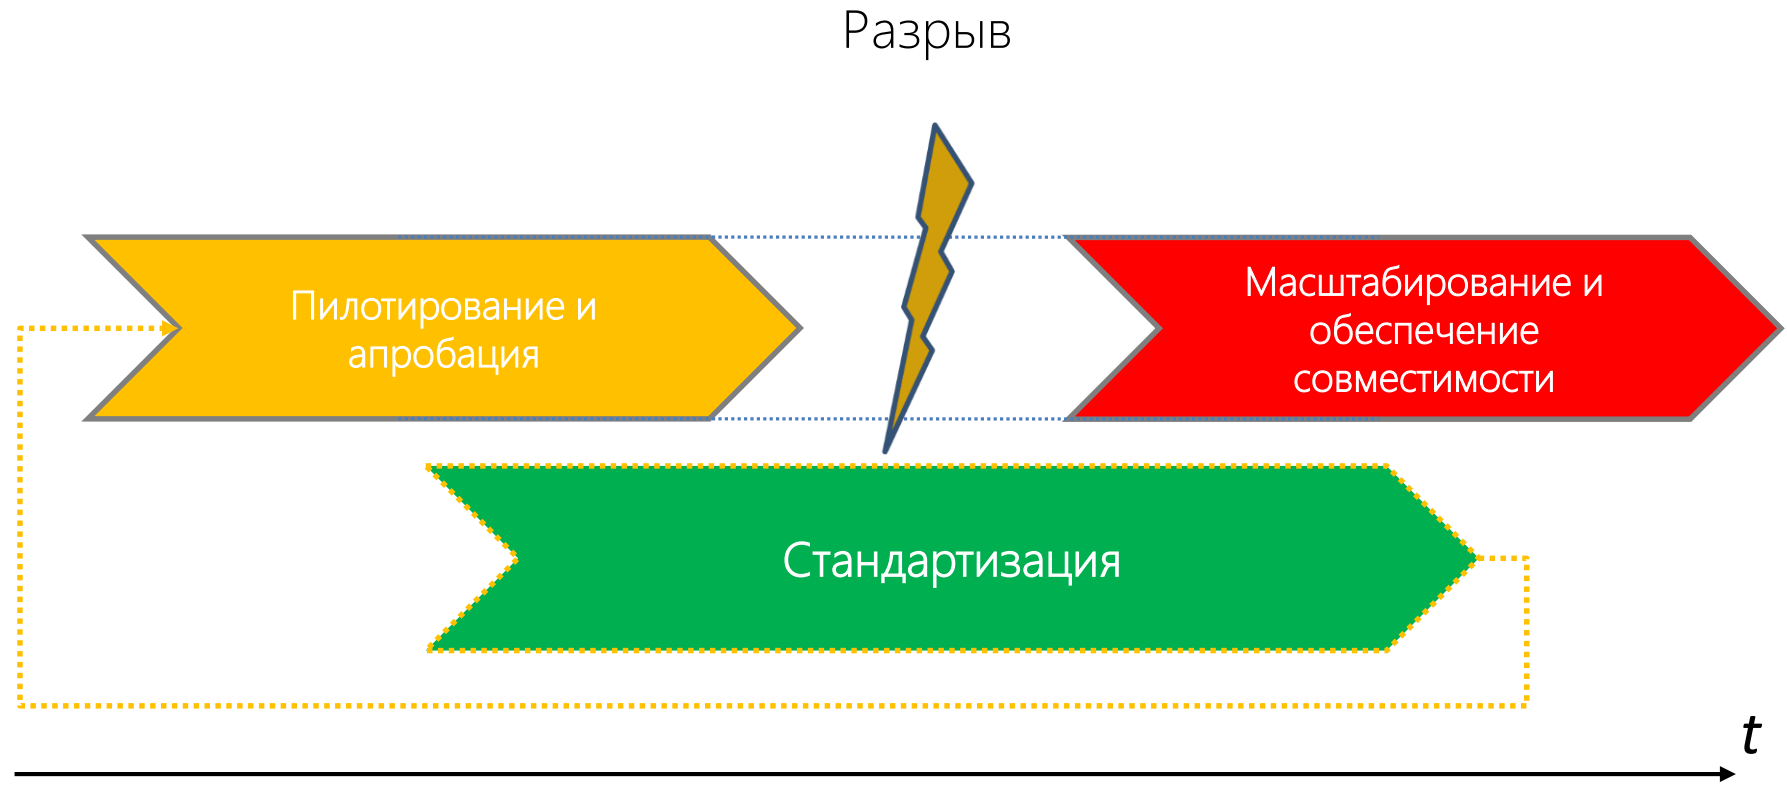 Разрыв
Пилотирование и
апробация
Масштабирование и
обеспечение
совместимости
Стандартизация
t